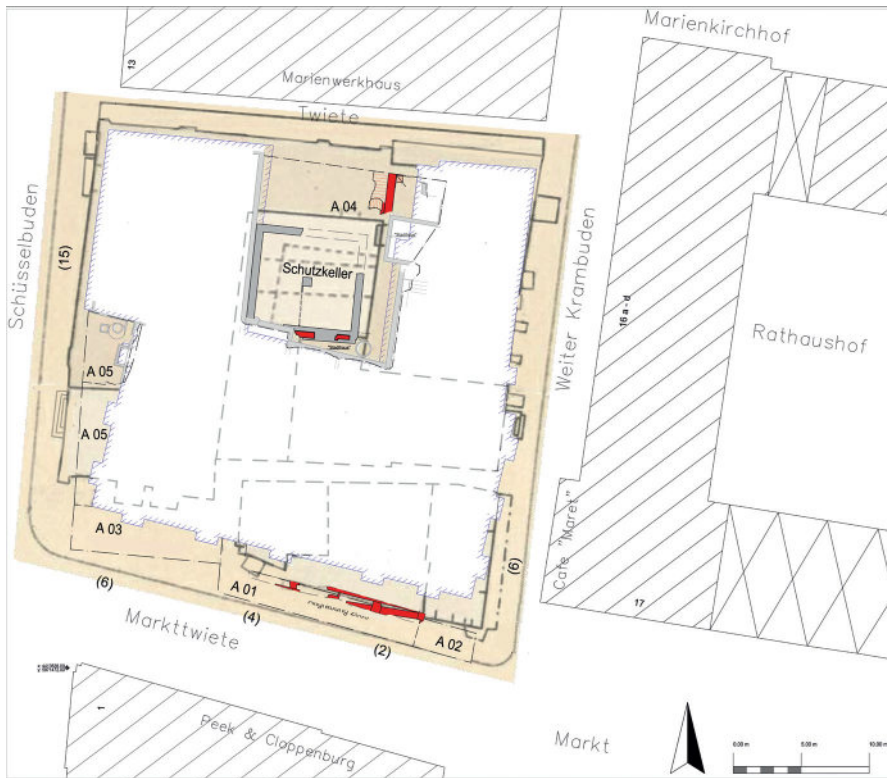 Marienkirchhof
13
Marienwerkhaus
Twiete
Schüsselbuden
(15)
A 04
Schutzkeller
Weiter Krambuden
16 a - d
Rathaushof
A 05
A 05
A 03
(6)
A 01
(4)
(2)
A 02
(6)
Cafe "Maret"
17
Markttwiete
1
Peek & Cloppenburg
Markt
0.00 m
5.00 m
10.00 m